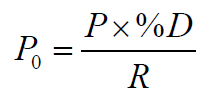 P₀ = P × %D / R